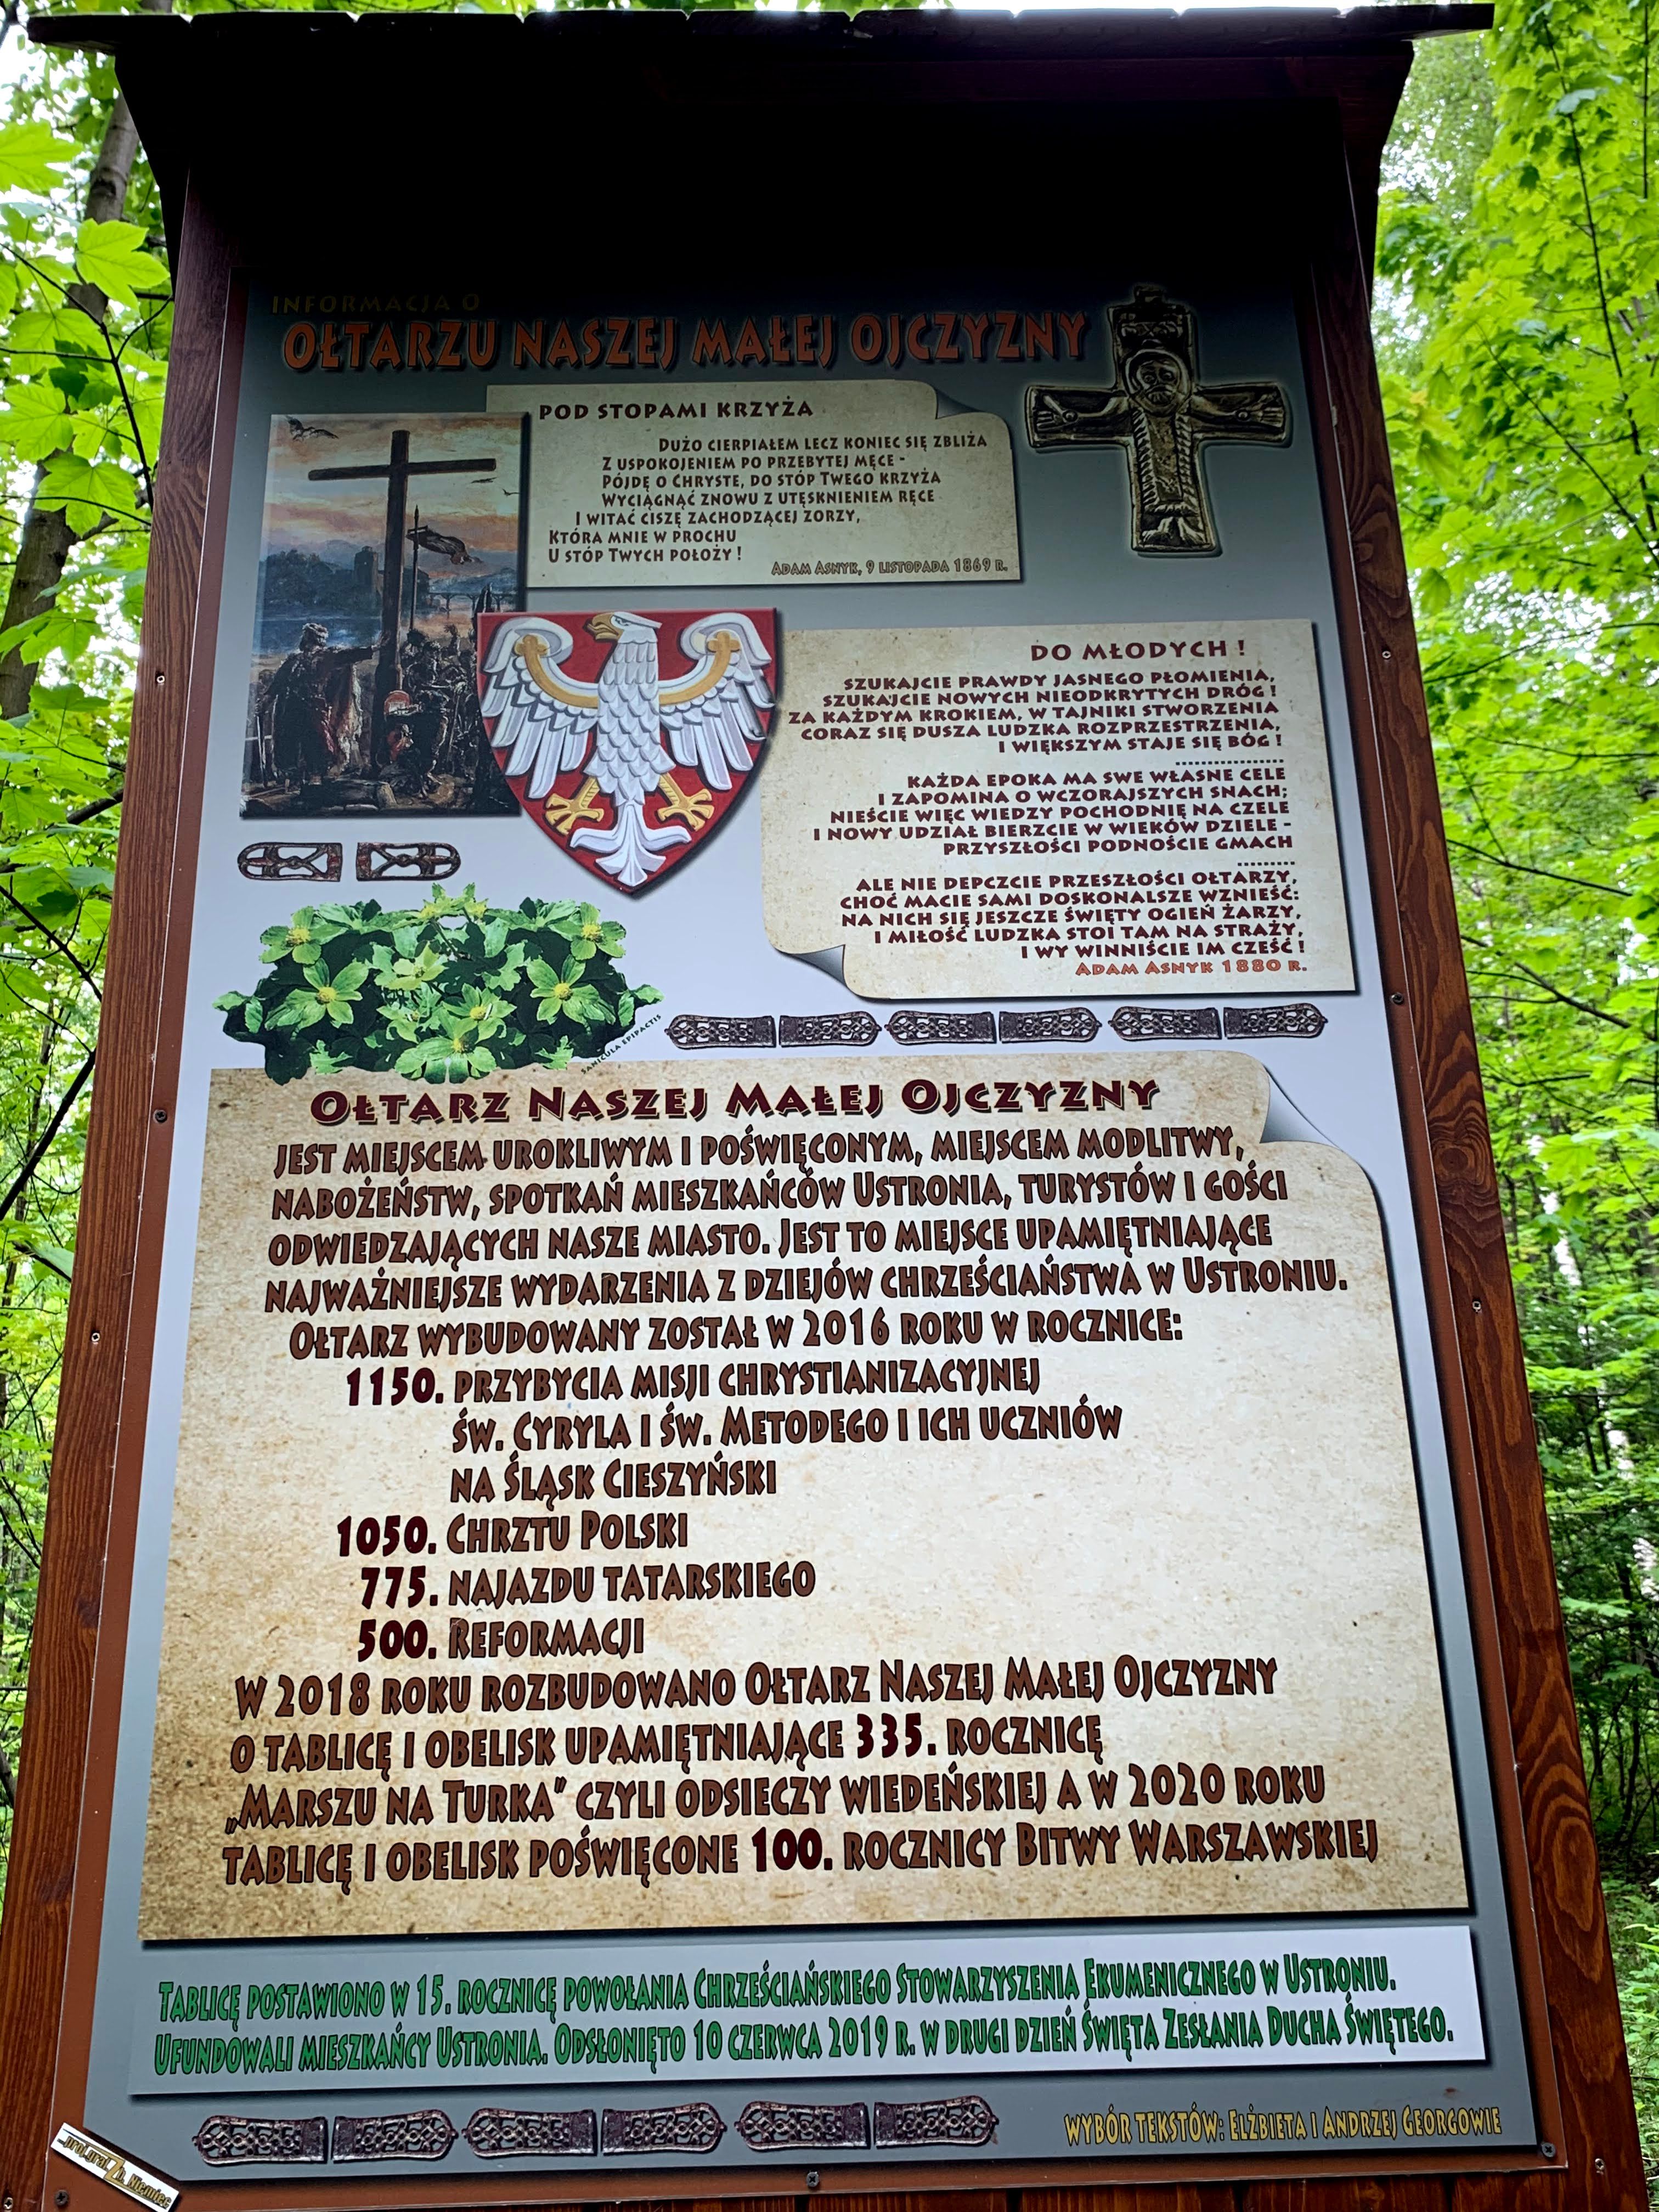 INFORMACJA O
OŁTARZU NASZEJ MAŁEJ OJCZYZNY
POD STOPAMI KRZYŻA
DUŻO CIERPIAŁEM LECZ KONIEC SIĘ ZBLIŻA
Z USPOKOJENIEM PO PRZEBYTEJ MĘCE -
PÓJDĘ O CHRYSTE, DO STÓP TWEGO KRZYŻA
WYCIĄGNĄĆ ZNOWU Z UTĘSKNIENIEM RĘCE
I WITAĆ CISZĘ ZACHODZĄCEJ ZORZY,
KTÓRA MNIE W PROCHU
U STÓP TWYCH POŁOŻY !
ADAM ASNYK, 9 LISTOPADA 1869 R.
DO MŁODYCH !
SZUKAJCIE PRAWDY JASNEGO PŁOMIENIA,
SZUKAJCIE NOWYCH NIEODKRYTYCH DRÓG !
ZA KAŻDYM KROKIEM, W TAJNIKI STWORZENIA
CORAZ SIĘ DUSZA LUDZKA ROZPRZESTRZENIA,
I WIĘKSZYM STAJE SIĘ BÓG !
..................
KAŻDA EPOKA MA SWE WŁASNE CELE
I ZAPOMINA O WCZORAJSZYCH SNACH;
NIEŚCIE WIĘC WIEDZY POCHODNIĘ NA CZELE
I NOWY UDZIAŁ BIERZCIE W WIEKÓW DZIELE -
PRZYSZŁOŚCI PODNOŚCIE GMACH
.........
ALE NIE DEPCZCIE PRZESZŁOŚCI OŁTARZY,
CHOĆ MACIE SAMI DOSKONALSZE WZNIEŚĆ:
NA NICH SIĘ JESZCZE ŚWIĘTY OGIEŃ ŻARZY,
I MIŁOŚĆ LUDZKA STOI TAM NA STRAŻY,
I WY WINNIŚCIE IM CZEŚĆ !
ADAM ASNYK 1880 R.
SANICULA EPIPACTIS
OŁTARZ NASZEJ MAŁEJ OJCZYZNY
JEST MIEJSCEM UROKLIWYM I POŚWIĘCONYM, MIEJSCEM MODLITWY,
NABOŻEŃSTW, SPOTKAŃ MIESZKAŃCÓW USTRONIA, TURYSTÓW I GOŚCI
ODWIEDZAJĄCYCH NASZE MIASTO. JEST TO MIEJSCE UPAMIĘTNIAJĄCE
NAJWAŻNIEJSZE WYDARZENIA Z DZIEJÓW CHRZEŚCIAŃSTWA W USTRONIU.
OŁTARZ WYBUDOWANY ZOSTAŁ W 2016 ROKU W ROCZNICE:
1150. PRZYBYCIA MISJI CHRYSTIANIZACYJNEJ
ŚW. CYRYLA I ŚW. METODEGO I ICH UCZNIÓW
NA ŚLĄSK CIESZYŃSKI
1050. CHRZTU POLSKI
775. NAJAZDU TATARSKIEGO
500. REFORMACJI
W 2018 ROKU ROZBUDOWANO OŁTARZ NASZEJ MAŁEJ OJCZYZNY
O TABLICĘ I OBELISK UPAMIĘTNIAJĄCE 335. ROCZNICĘ
„MARSZU NA TURKA" CZYLI ODSIECZY WIEDEŃSKIEJ A W 2020 ROKU
TABLICĘ I OBELISK POŚWIĘCONE 100. ROCZNICY BITWY WARSZAWSKIEJ
TABLICĘ POSTAWIONO W 15. ROCZNICĘ POWOŁANIA CHRZEŚCIAŃSKIEGO STOWARZYSZENIA EKUMENICZNEGO W USTRONIU.
UFUNDOWALI MIESZKAŃCY USTRONIA. ODSŁONIĘTO 10 CZERWCA 2019 R. W DRUGI DZIEŃ ŚWIĘTA ZESŁANIA DUCHA ŚWIĘTEGO.
WYBÓR TEKSTÓW: ELŻBIETA I ANDRZEJ GEORGOWIE
pro.graf Zb. Niemiec